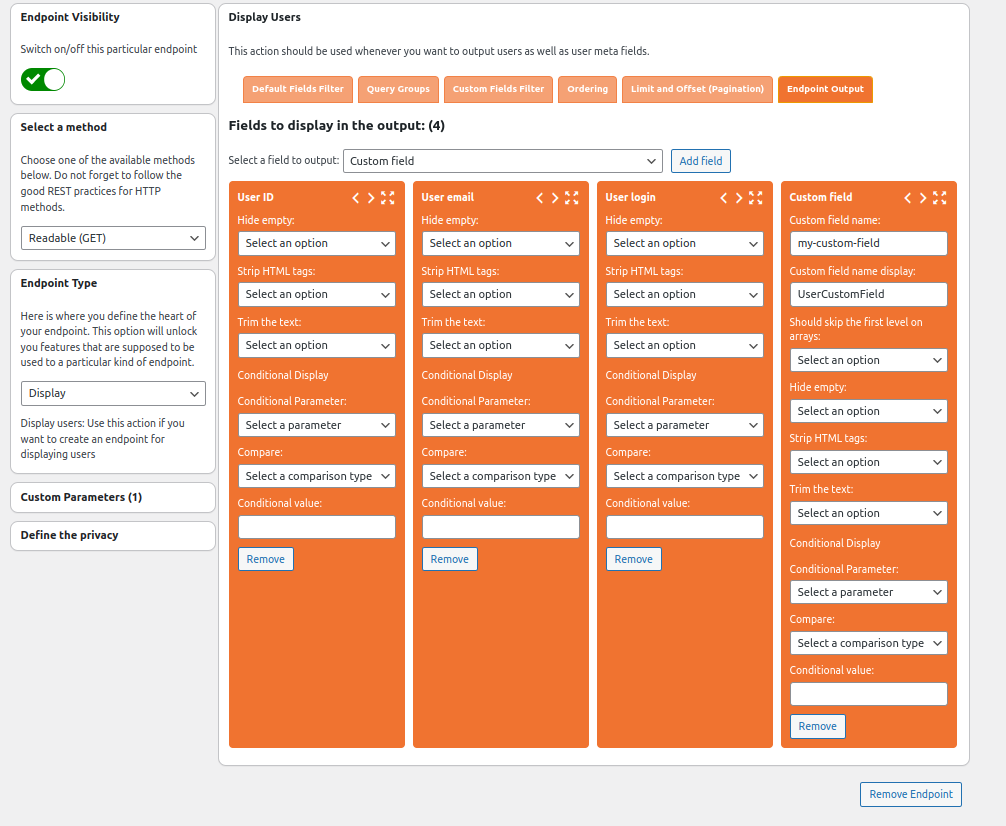 Endpoint Visibility
Switch on/off this particular endpoint
Select a method
Choose one of the available methods
below. Do not forget to follow the
good REST practices for HTTP
methods.
Readable (GET)
Endpoint Type
Here is where you define the heart of
your endpoint. This option will unlock
you features that are supposed to be
used to a particular kind of endpoint.
Display
Display users: Use this action if you
want to create an endpoint for
displaying users
Custom Parameters (1)
Define the privacy
Display Users
This action should be used whenever you want to output users as well as user meta fields.
Default Fields Filter
Query Groups
Custom Fields Filter
Ordering
Limit and Offset (Pagination)
Endpoint Output
Fields to display in the output: (4)
Select a field to output:
Custom field
Add field
User ID
Hide empty:
Select an option
Strip HTML tags:
Select an option
Trim the text:
Select an option
Conditional Display
Conditional Parameter:
Select a parameter
Compare:
Select a comparison type
Conditional value:
Remove
User email
Hide empty:
Select an option
Strip HTML tags:
Select an option
Trim the text:
Select an option
Conditional Display
Conditional Parameter:
Select a parameter
Compare:
Select a comparison type
Conditional value:
Remove
User login
Hide empty:
Select an option
Strip HTML tags:
Select an option
Trim the text:
Select an option
Conditional Display
Conditional Parameter:
Select a parameter
Compare:
Select a comparison type
Conditional value:
Remove
Custom field
Custom field name:
my-custom-field
Custom field name display:
UserCustomField
Should skip the first level on
arrays:
Select an option
Hide empty:
Select an option
Strip HTML tags:
Select an option
Trim the text:
Select an option
Conditional Display
Conditional Parameter:
Select a parameter
Compare:
Select a comparison type
Conditional value:
Remove
Remove Endpoint